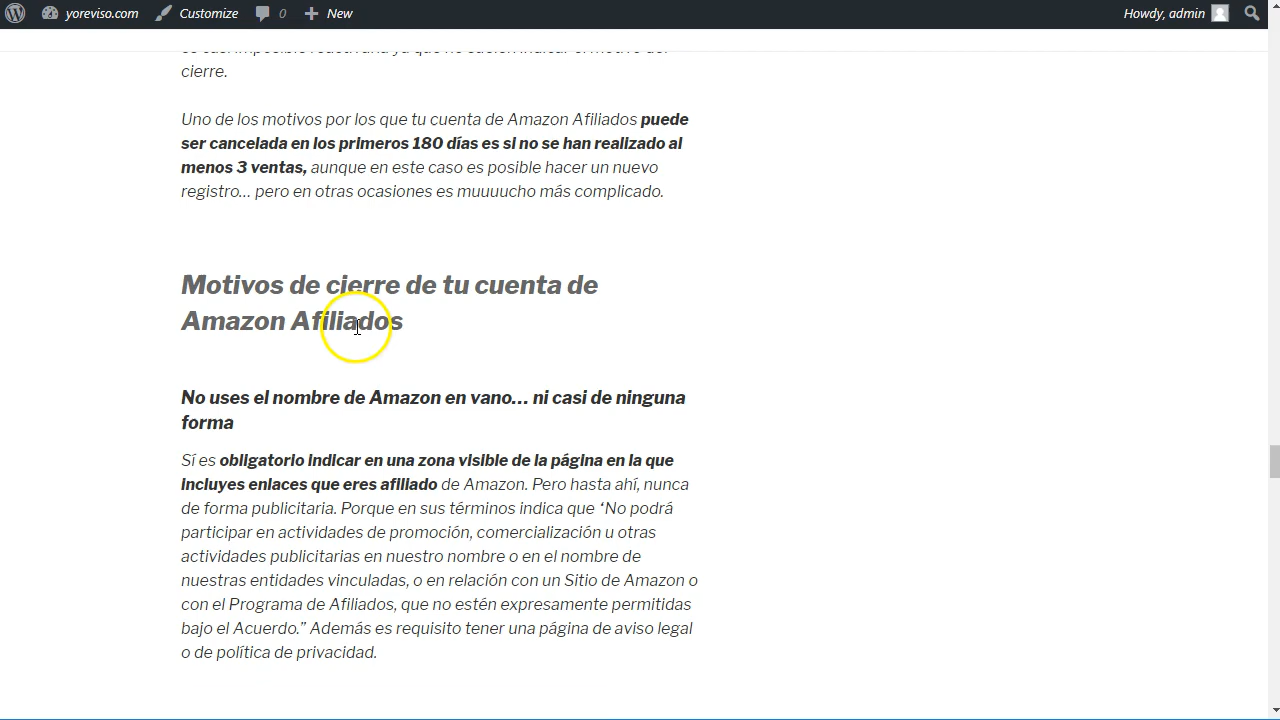 yoreviso.com Customize 0 New Howdy, admin
cierre.
Uno de los motivos por los que tu cuenta de Amazon Afiliados puede
ser cancelada en los primeros 180 días es si no se han realizado al
menos 3 ventas, aunque en este caso es posible hacer un nuevo
registro… pero en otras ocasiones es muuuucho más complicado.
Motivos de cierre de tu cuenta de
Amazon Afiliados
No uses el nombre de Amazon en vano… ni casi de ninguna
forma
Sí es obligatorio indicar en una zona visible de la página en la que
incluyes enlaces que eres afiliado de Amazon. Pero hasta ahí, nunca
de forma publicitaria. Porque en sus términos indica que “No podrá
participar en actividades de promoción, comercialización u otras
actividades publicitarias en nuestro nombre o en el nombre de
nuestras entidades vinculadas, o en relación con un Sitio de Amazon o
con el Programa de Afiliados, que no estén expresamente permitidas
bajo el Acuerdo.” Además es requisito tener una página de aviso legal
o de política de privacidad.